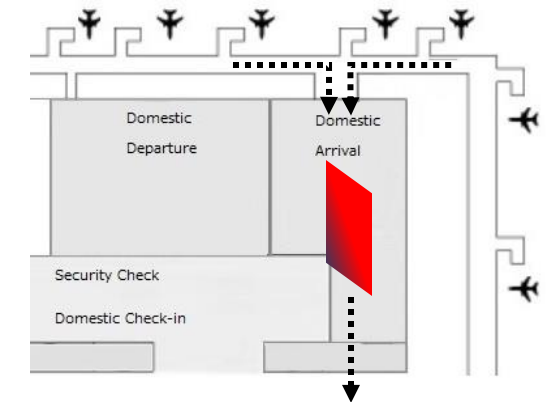 Domestic
Departure
Domestic
Arrival
Security Check
Domestic Check-in